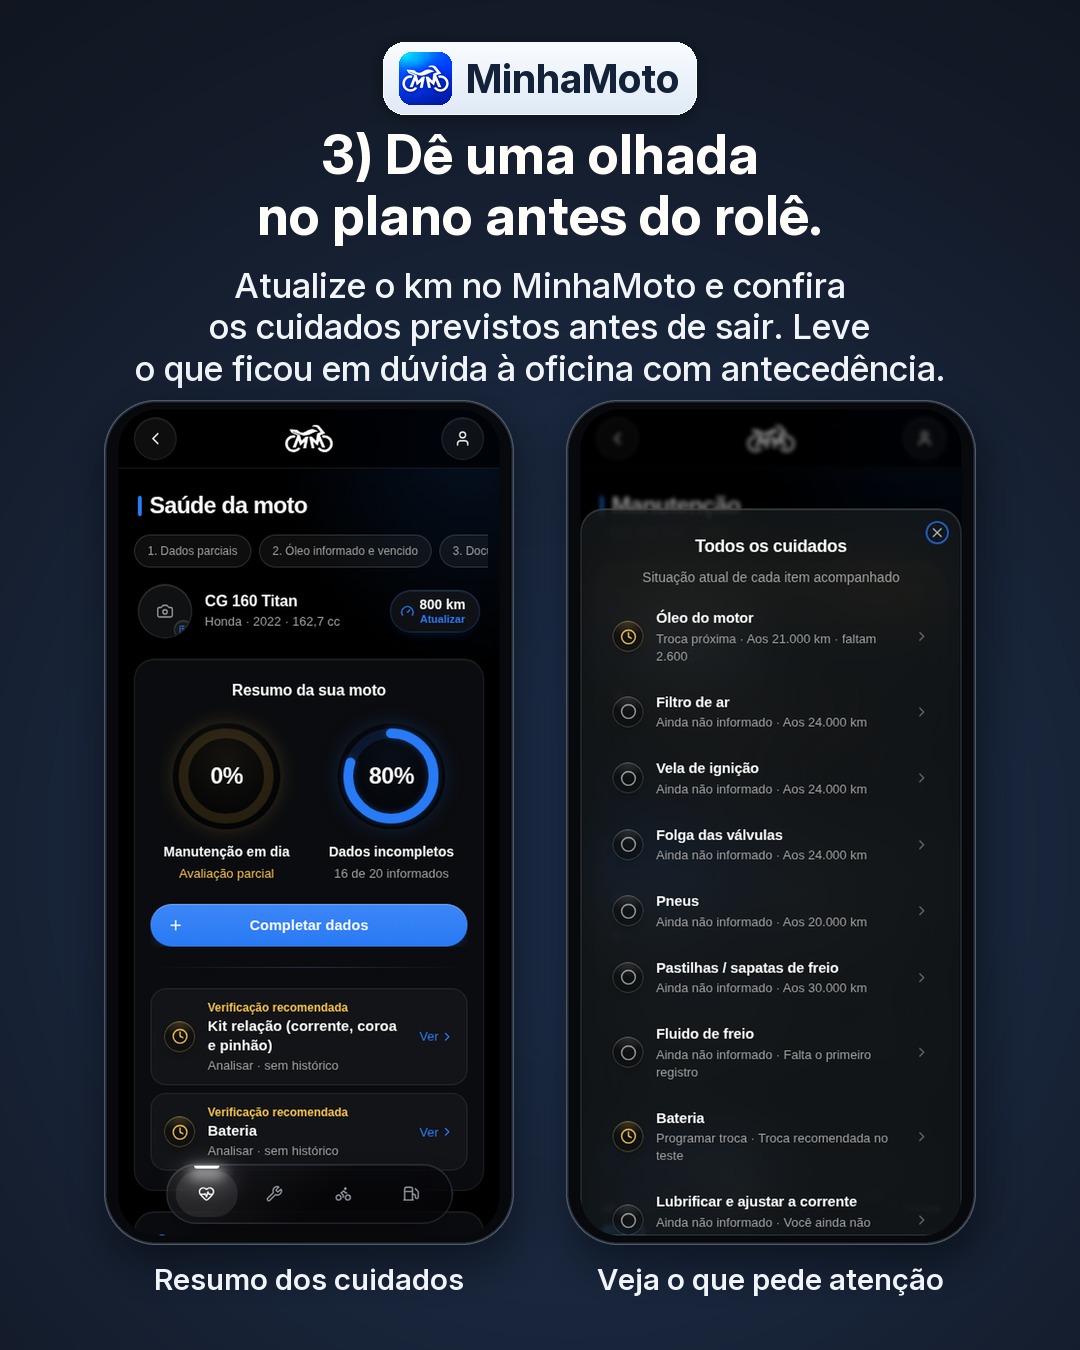 MinhaMoto
3) Dê uma olhada
no plano antes do rolê.
Atualize o km no MinhaMoto e confira
os cuidados previstos antes de sair. Leve
o que ficou em dúvida à oficina com antecedência.
MM
Saúde da moto
1. Dados parciais
2. Óleo informado e vencido
3. Docu
CG 160 Titan
Honda · 2022 · 162,7 cc
800 km
Atualizar
Resumo da sua moto
0%
80%
Manutenção em dia
Avaliação parcial
Dados incompletos
16 de 20 informados
Completar dados
Verificação recomendada
Kit relação (corrente, coroa
e pinhão)
Analisar · sem histórico
Ver
Verificação recomendada
Bateria
Analisar · sem histórico
Ver
Manutenção
Todos os cuidados
Situação atual de cada item acompanhado
Óleo do motor
Troca próxima · Aos 21.000 km · faltam
2.600
Filtro de ar
Ainda não informado · Aos 24.000 km
Vela de ignição
Ainda não informado · Aos 24.000 km
Folga das válvulas
Ainda não informado · Aos 24.000 km
Pneus
Ainda não informado · Aos 20.000 km
Pastilhas / sapatas de freio
Ainda não informado · Aos 30.000 km
Fluido de freio
Ainda não informado · Falta o primeiro
registro
Bateria
Programar troca · Troca recomendada no
teste
Lubrificar e ajustar a corrente
Ainda não informado · Você ainda não
Resumo dos cuidados
Veja o que pede atenção